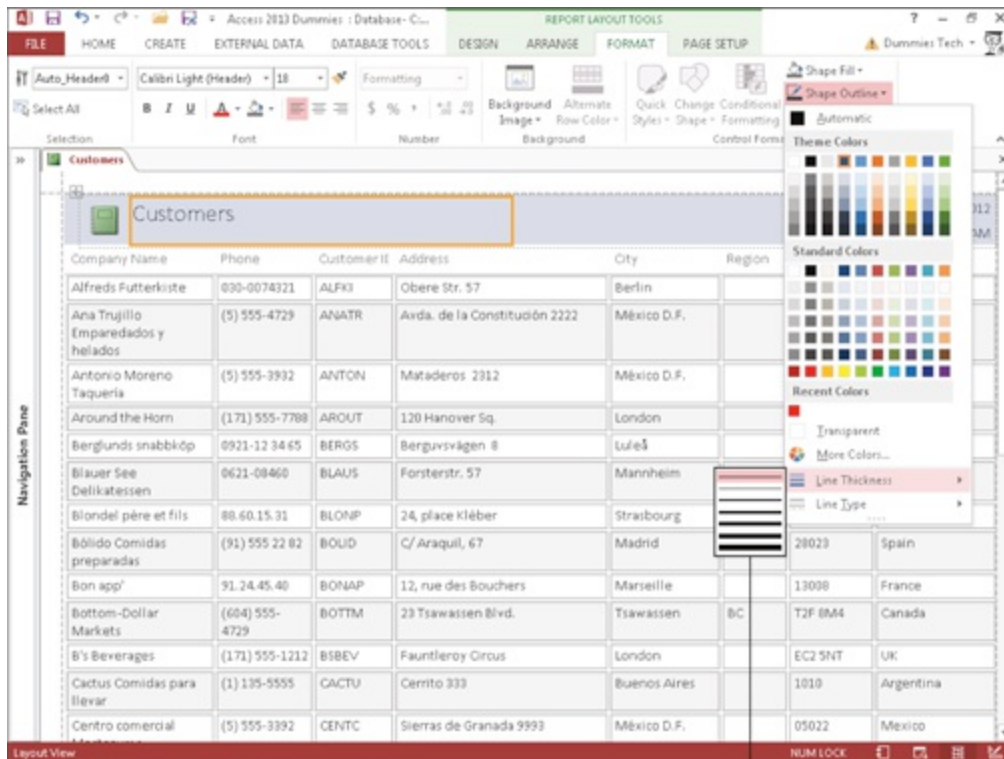 Access 2013 Dummies : Database- C:...
REPORT LAYOUT TOOLS
?
FILE HOME CREATE EXTERNAL DATA DATABASE TOOLS DESIGN ARRANGE FORMAT PAGE SETUP
Dummies Tech
Auto_Header0
Calibri Light (Header) 18
Formatting
Select All
B I U A
$ % ,
Background Image
Alternate Row Color
Quick Styles
Change Shape
Conditional Formatting
Shape Fill
Shape Outline
Selection Font Number Background
Automatic
Theme Colors
Standard Colors
Recent Colors
Transparent
More Colors...
Line Thickness
Line Type
Navigation Pane
Customers
Customers
Company Name Phone Address City Region
Alfreds Futterkiste 030-0074321 ALFKI Obere Str. 57 Berlin
Ana Trujillo (5) 555-4729 ANATR Avda. de la Constitución 2222 México D.F.
Emparedados y
helados
Antonio Moreno (5) 555-3932 ANTON Mataderos 2312 México D.F.
Taquería
Around the Horn (171) 555-7788 AROUT 120 Hanover Sq. London
Berglunds snabbköp 0921-12 34 65 BERGS Berguvsvägen 8 Luleå
Blauer See 0621-08460 BLAUS Forsterstr. 57 Mannheim
Delikatessen
Blondel père et fils 88.60.15.31 BLONP 24, place Kléber Strasbourg
Bólido Comidas (91) 555 22 82 BOLID C/ Araquil, 67 Madrid 28023 Spain
preparadas
Bon app' 91.24.45.40 BONAP 12, rue des Bouchers Marseille 13008 France
Bottom-Dollar (604) 555- BOTTM 23 Tsawassen Blvd. Tsawassen BC T2F 8M4 Canada
Markets 4729
B's Beverages (171) 555-1212 BSBEV Fauntleroy Circus London EC2 5NT UK
Cactus Comidas para (1) 135-5555 CACTU Cerrito 333 Buenos Aires 1010 Argentina
llevar
Centro comercial (5) 555-3392 CENTC Sierras de Granada 9993 México D.F. 05022 Mexico
Layout View NUM LOCK